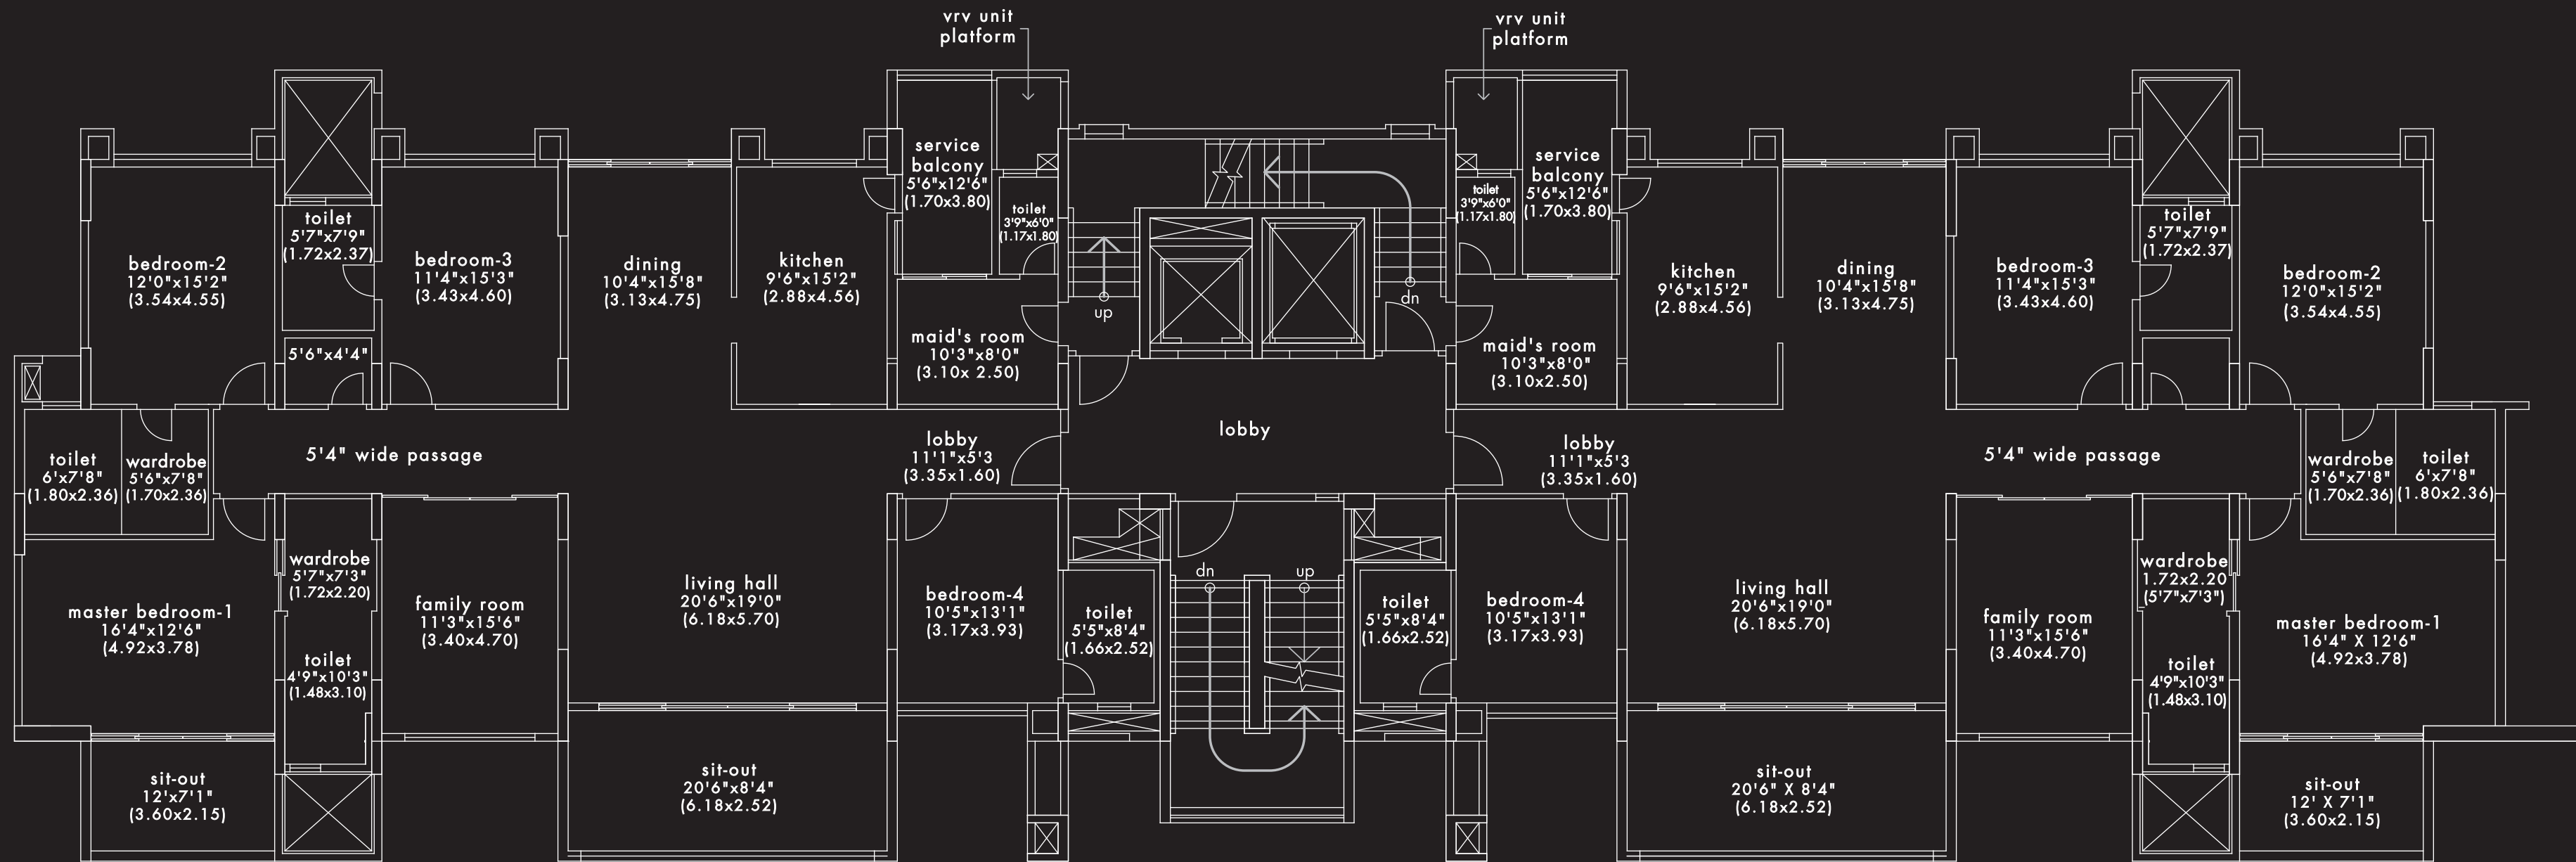 vrv unit
platform
vrv unit
platform
service
balcony
5'6"x12'6"
(1.70x3.80)
toilet
3'9"x6'0"
(1.17x1.80)
toilet
5'7"x7'9"
(1.72x2.37)
bedroom-2
12'0"x15'2"
(3.54x4.55)
bedroom-3
11'4"x15'3"
(3.43x4.60)
dining
10'4"x15'8"
(3.13x4.75)
kitchen
9'6"x15'2"
(2.88x4.56)
maid's room
10'3"x8'0"
(3.10x 2.50)
5'6"x4'4"
up
dn
toilet
3'9"x6'0"
(1.17x1.80)
service
balcony
5'6"x12'6"
(1.70x3.80)
kitchen
9'6"x15'2"
(2.88x4.56)
dining
10'4"x15'8"
(3.13x4.75)
bedroom-3
11'4"x15'3"
(3.43x4.60)
toilet
5'7"x7'9"
(1.72x2.37)
bedroom-2
12'0"x15'2"
(3.54x4.55)
maid's room
10'3"x8'0"
(3.10x2.50)
toilet
6'x7'8"
(1.80x2.36)
wardrobe
5'6"x7'8"
(1.70x2.36)
5'4" wide passage
lobby
11'1"x5'3
(3.35x1.60)
lobby
lobby
11'1"x5'3
(3.35x1.60)
5'4" wide passage
wardrobe
5'6"x7'8"
(1.70x2.36)
toilet
6'x7'8"
(1.80x2.36)
master bedroom-1
16'4"x12'6"
(4.92x3.78)
wardrobe
5'7"x7'3"
(1.72x2.20)
toilet
4'9"x10'3"
(1.48x3.10)
family room
11'3"x15'6"
(3.40x4.70)
living hall
20'6"x19'0"
(6.18x5.70)
bedroom-4
10'5"x13'1"
(3.17x3.93)
toilet
5'5"x8'4"
(1.66x2.52)
dn
up
toilet
5'5"x8'4"
(1.66x2.52)
bedroom-4
10'5"x13'1"
(3.17x3.93)
living hall
20'6"x19'0"
(6.18x5.70)
family room
11'3"x15'6"
(3.40x4.70)
wardrobe
1.72x2.20
(5'7"x7'3")
toilet
4'9"x10'3"
(1.48x3.10)
master bedroom-1
16'4" X 12'6"
(4.92x3.78)
sit-out
12'x7'1"
(3.60x2.15)
sit-out
20'6"x8'4"
(6.18x2.52)
sit-out
20'6" X 8'4"
(6.18x2.52)
sit-out
12' X 7'1"
(3.60x2.15)